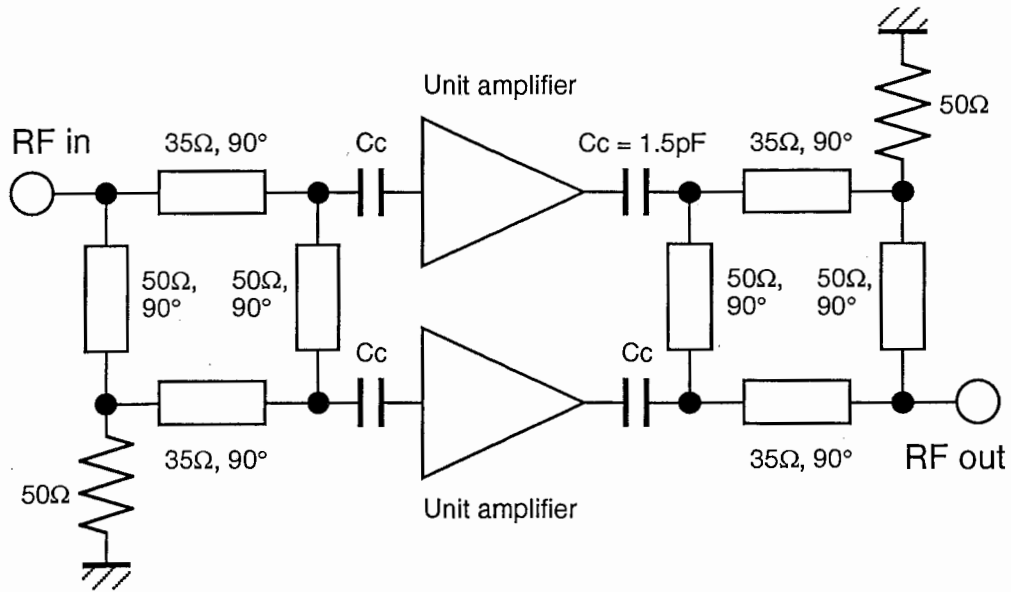 Unit amplifier
50Ω
RF in
35Ω, 90°
Cc
Cc = 1.5pF
35Ω, 90°
50Ω,
90°
50Ω,
90°
50Ω,
90°
50Ω,
90°
Cc
Cc
35Ω, 90°
35Ω, 90°
RF out
50Ω
Unit amplifier